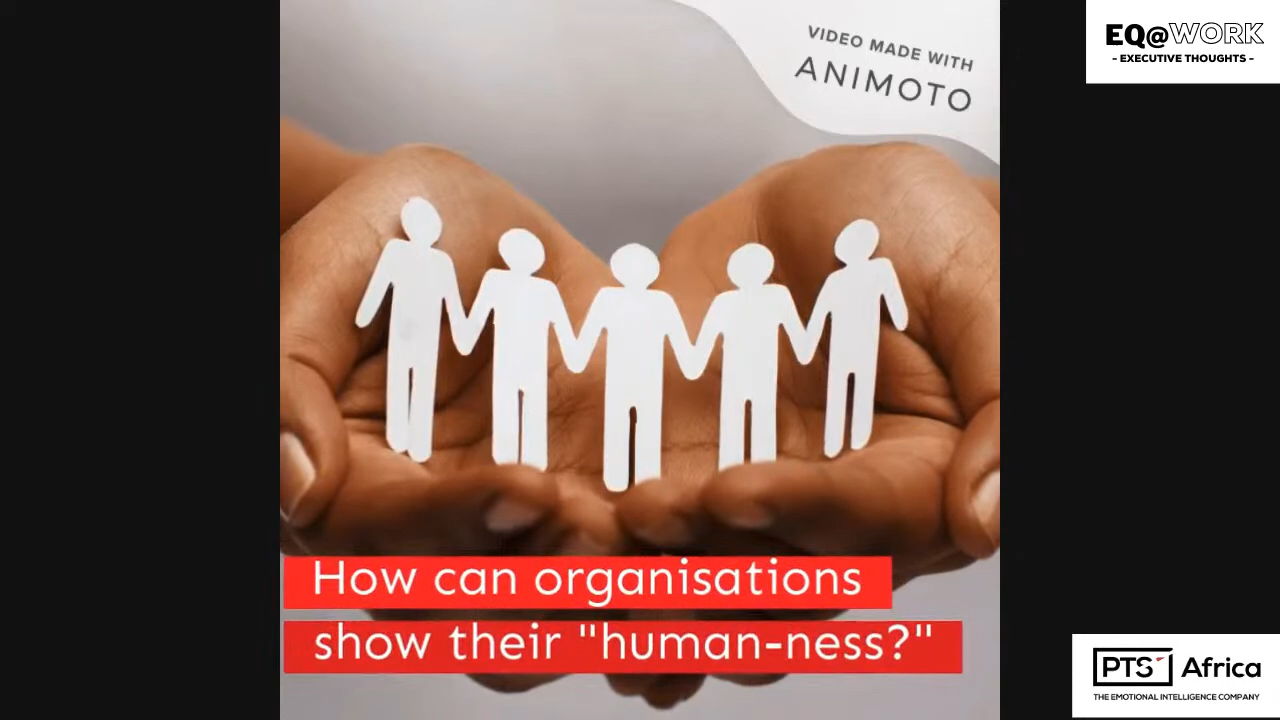 VIDEO MADE WITH
ANIMOTO
EQ@WORK
- EXECUTIVE THOUGHTS -
How can organisations
show their "human-ness?"
PTS Africa
THE EMOTIONAL INTELLIGENCE COMPANY